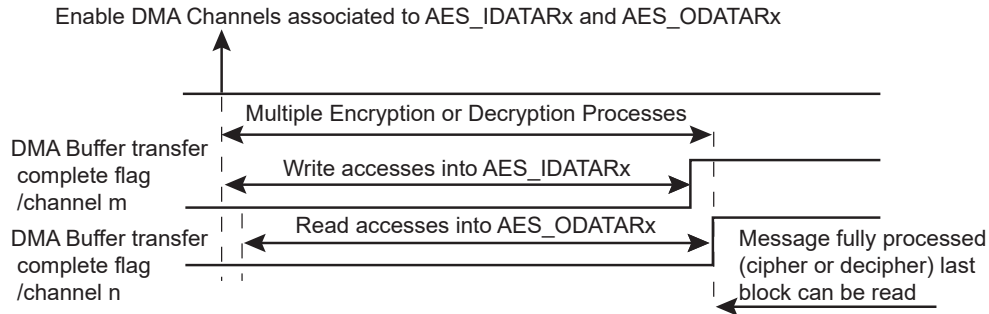 Enable DMA Channels associated to AES_IDATARx and AES_ODATARx
Multiple Encryption or Decryption Processes
DMA Buffer transfer
complete flag
/channel m
Write accesses into AES_IDATARx
DMA Buffer transfer
complete flag
/channel n
Read accesses into AES_ODATARx
Message fully processed
(cipher or decipher) last
block can be read